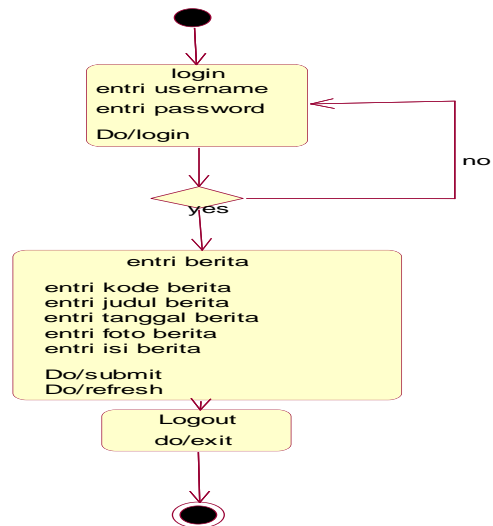 login
entri username
entri password
Do/login
no
yes
entri berita
entri kode berita
entri judul berita
entri tanggal berita
entri foto berita
entri isi berita
Do/submit
Do/refresh
Logout
do/exit